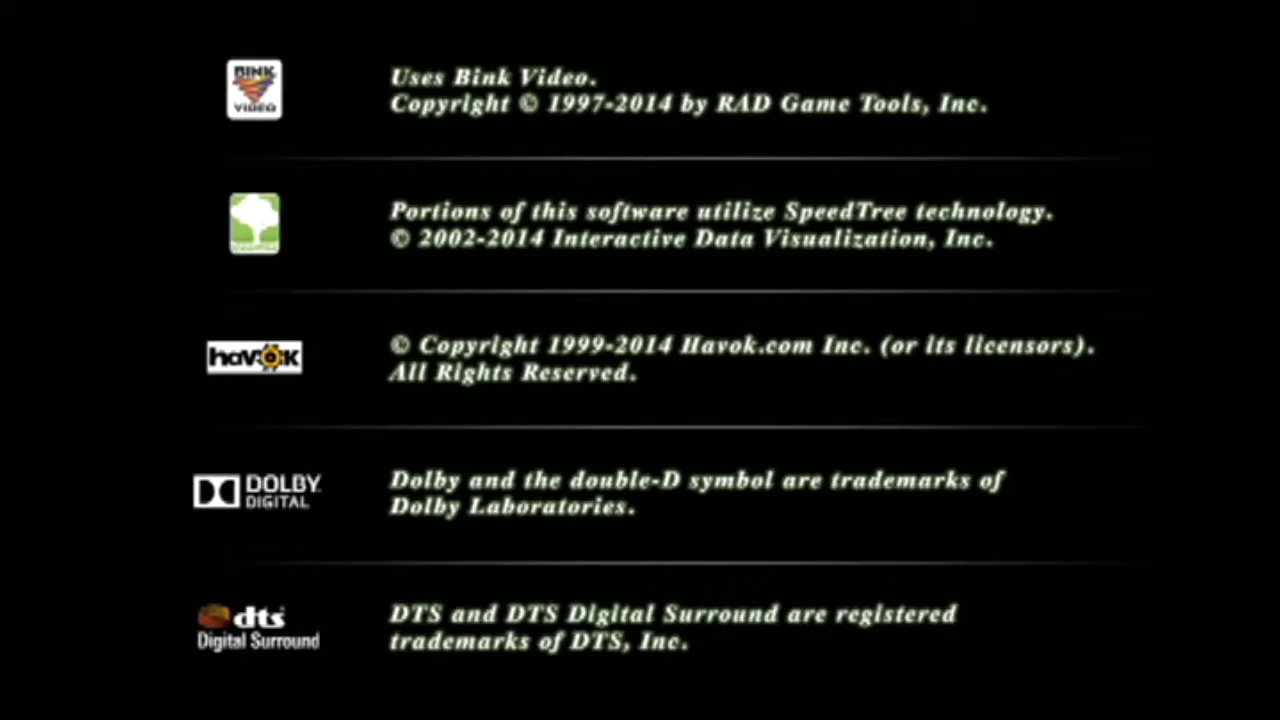 BINK
VIDEO
Uses Bink Video.
Copyright © 1997-2014 by RAD Game Tools, Inc.
Portions of this software utilize SpeedTree technology.
© 2002-2014 Interactive Data Visualization, Inc.
havok
© Copyright 1999-2014 Havok.com Inc. (or its licensors).
All Rights Reserved.
DOLBY
DIGITAL
Dolby and the double-D symbol are trademarks of
Dolby Laboratories.
dts
Digital Surround
DTS and DTS Digital Surround are registered
trademarks of DTS, Inc.